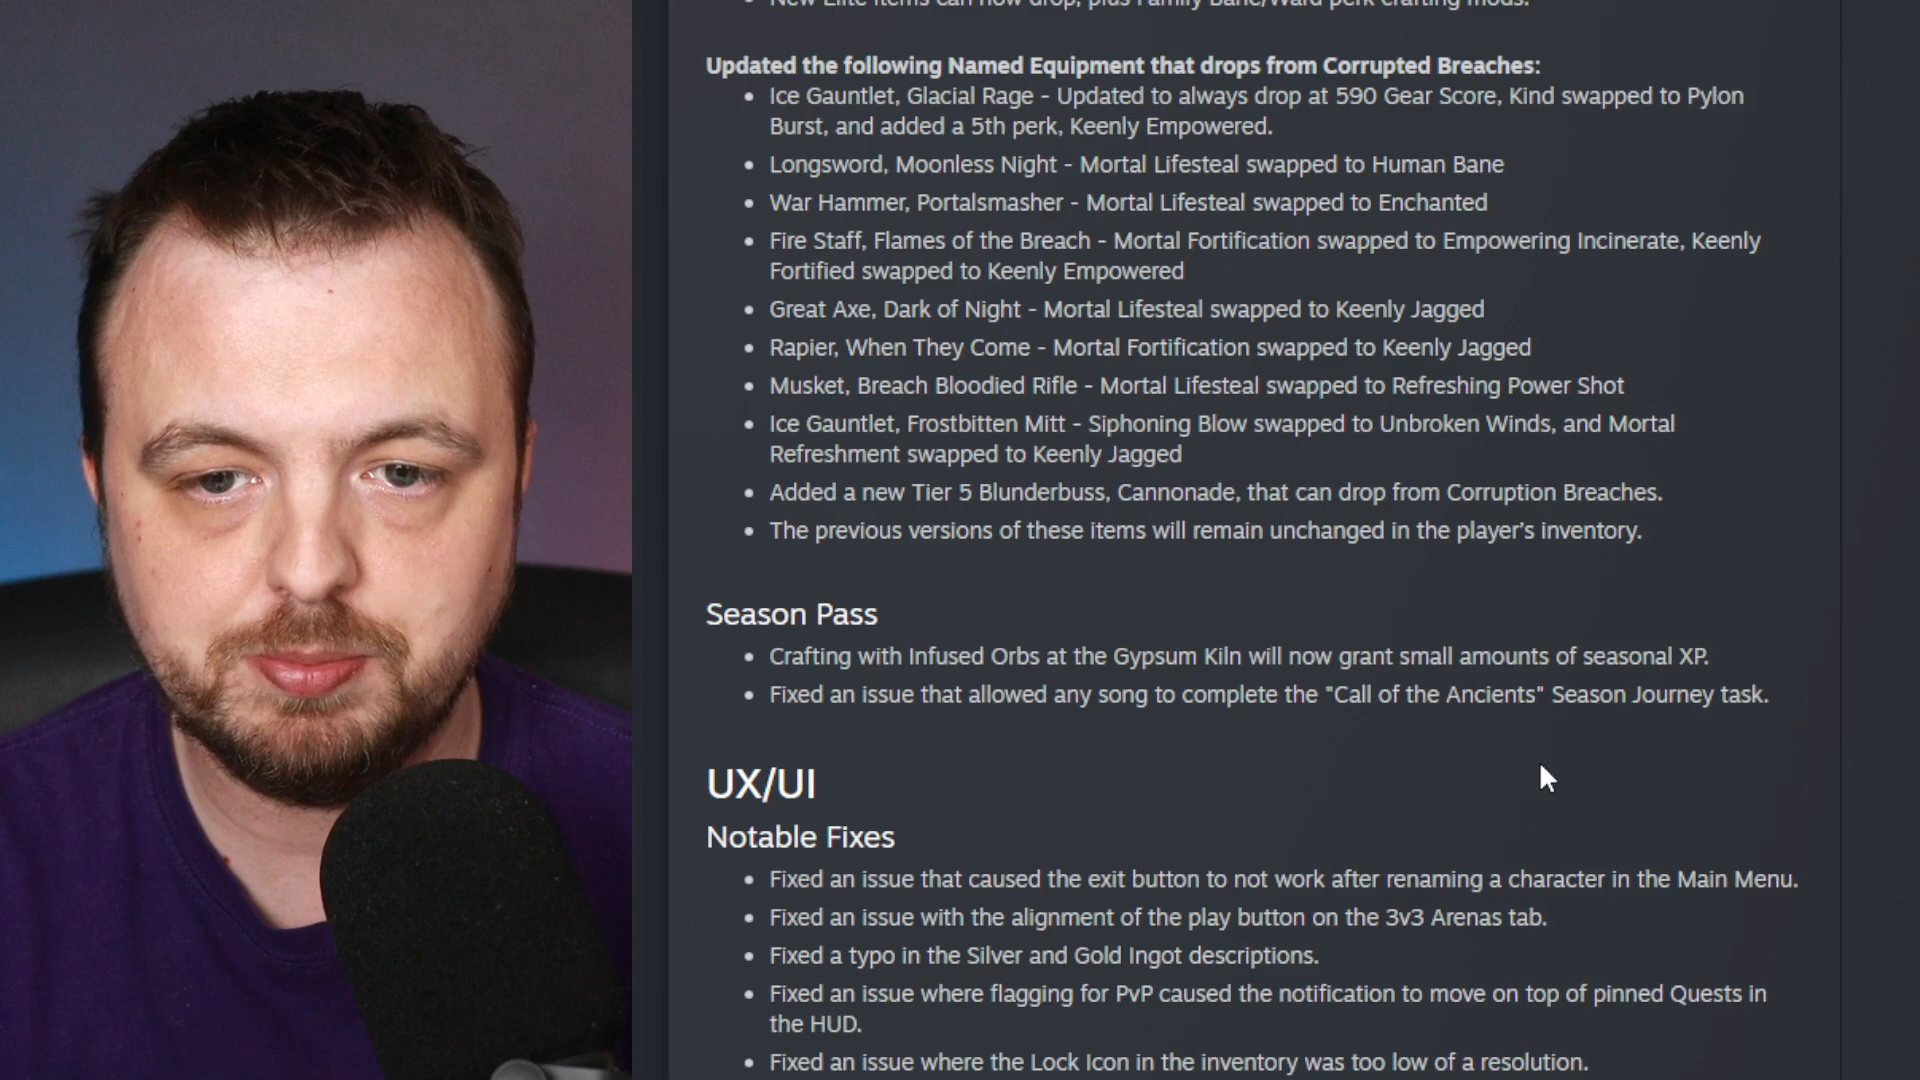 New Elite items can now drop, plus Family Bane/Ward perk crafting mods.
Updated the following Named Equipment that drops from Corrupted Breaches:
Ice Gauntlet, Glacial Rage - Updated to always drop at 590 Gear Score, Kind swapped to Pylon
Burst, and added a 5th perk, Keenly Empowered.
Longsword, Moonless Night - Mortal Lifesteal swapped to Human Bane
War Hammer, Portalsmasher - Mortal Lifesteal swapped to Enchanted
Fire Staff, Flames of the Breach - Mortal Fortification swapped to Empowering Incinerate, Keenly
Fortified swapped to Keenly Empowered
Great Axe, Dark of Night - Mortal Lifesteal swapped to Keenly Jagged
Rapier, When They Come - Mortal Fortification swapped to Keenly Jagged
Musket, Breach Bloodied Rifle - Mortal Lifesteal swapped to Refreshing Power Shot
Ice Gauntlet, Frostbitten Mitt - Siphoning Blow swapped to Unbroken Winds, and Mortal
Refreshment swapped to Keenly Jagged
Added a new Tier 5 Blunderbuss, Cannonade, that can drop from Corruption Breaches.
The previous versions of these items will remain unchanged in the player’s inventory.
Season Pass
Crafting with Infused Orbs at the Gypsum Kiln will now grant small amounts of seasonal XP.
Fixed an issue that allowed any song to complete the "Call of the Ancients" Season Journey task.
UX/UI
Notable Fixes
Fixed an issue that caused the exit button to not work after renaming a character in the Main Menu.
Fixed an issue with the alignment of the play button on the 3v3 Arenas tab.
Fixed a typo in the Silver and Gold Ingot descriptions.
Fixed an issue where flagging for PvP caused the notification to move on top of pinned Quests in
the HUD.
Fixed an issue where the Lock Icon in the inventory was too low of a resolution.